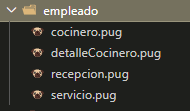 empleado
cocinero.pug
detalleCocinero.pug
recepcion.pug
servicio.pug